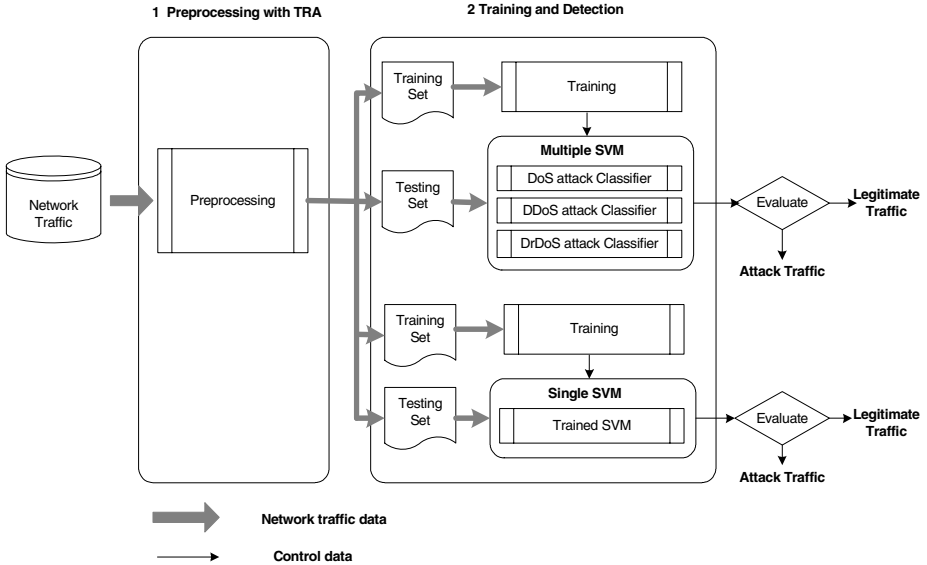 1 Preprocessing with TRA
2 Training and Detection
Network
Traffic
Preprocessing
Training
Set
Training
Multiple SVM
DoS attack Classifier
DDoS attack Classifier
DrDoS attack Classifier
Testing
Set
Evaluate
Legitimate
Traffic
Attack Traffic
Training
Set
Training
Single SVM
Trained SVM
Testing
Set
Evaluate
Legitimate
Traffic
Attack Traffic
Network traffic data
Control data